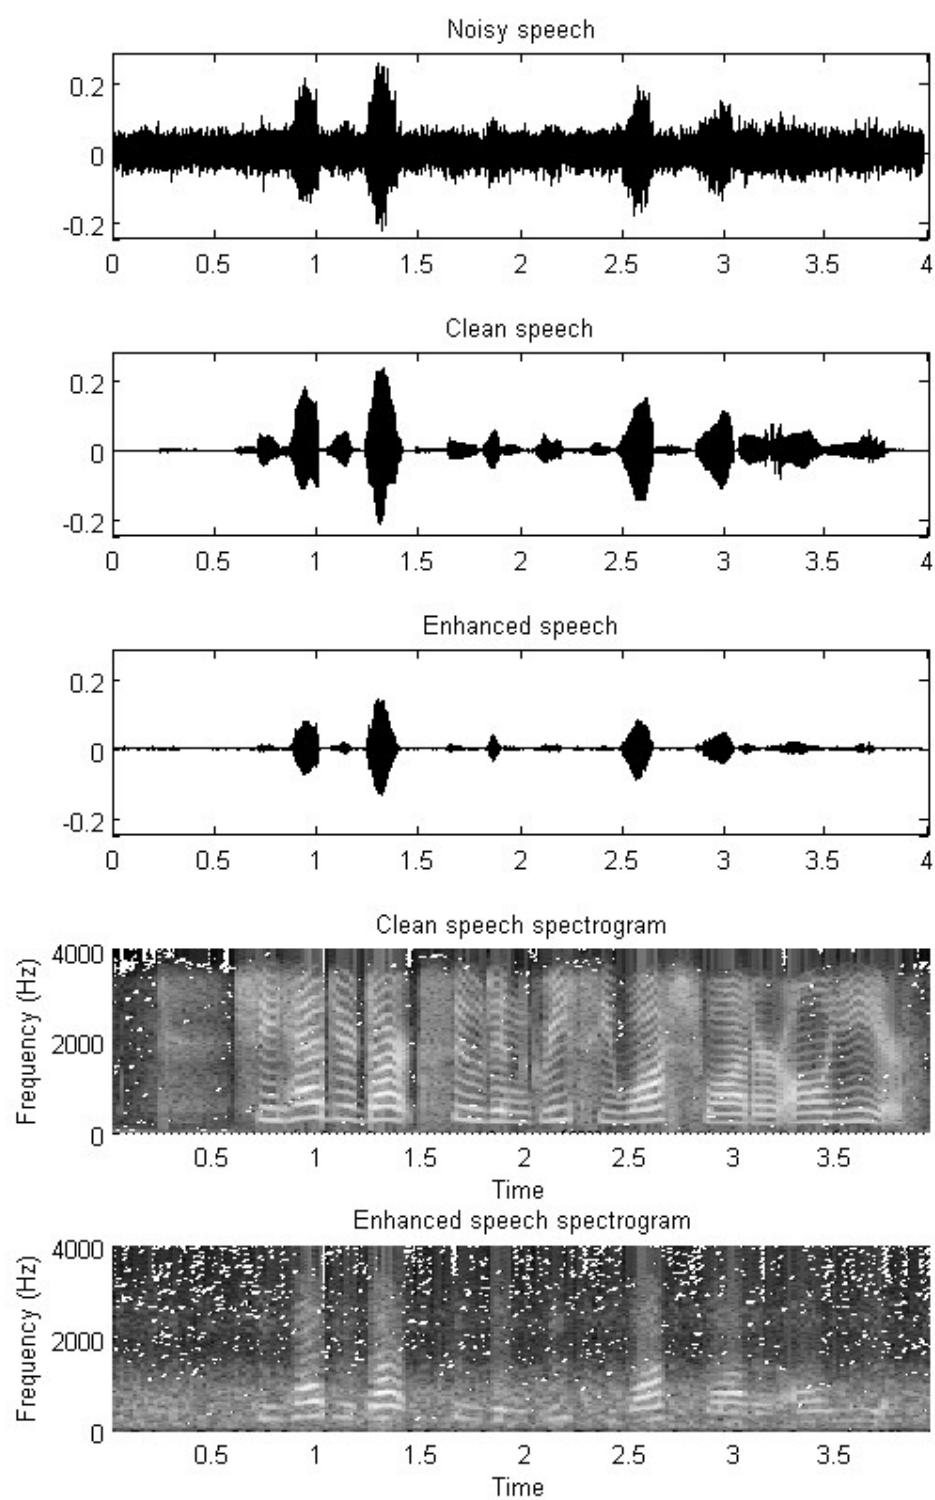 Noisy speech
0.2
0
-0.2
0 0.5 1 1.5 2 2.5 3 3.5 4
Clean speech
0.2
0
-0.2
0 0.5 1 1.5 2 2.5 3 3.5 4
Enhanced speech
0.2
0
-0.2
0 0.5 1 1.5 2 2.5 3 3.5 4
Clean speech spectrogram
Frequency (Hz)
4000
2000
0
0.5 1 1.5 2 2.5 3 3.5
Time
Enhanced speech spectrogram
Frequency (Hz)
4000
2000
0
0.5 1 1.5 2 2.5 3 3.5
Time